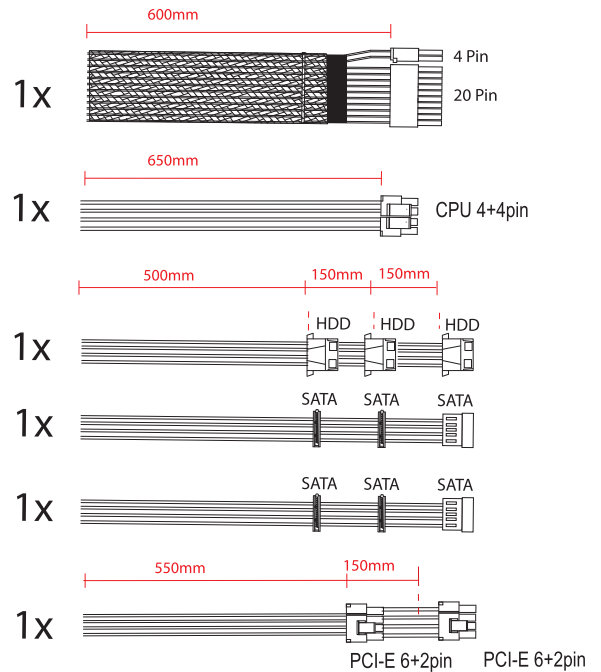 600mm
4 Pin
1x
20 Pin
650mm
1x
CPU 4+4pin
500mm 150mm 150mm
HDD HDD HDD
1x
SATA SATA SATA
1x
SATA SATA SATA
1x
550mm 150mm
1x
PCI-E 6+2pin PCI-E 6+2pin